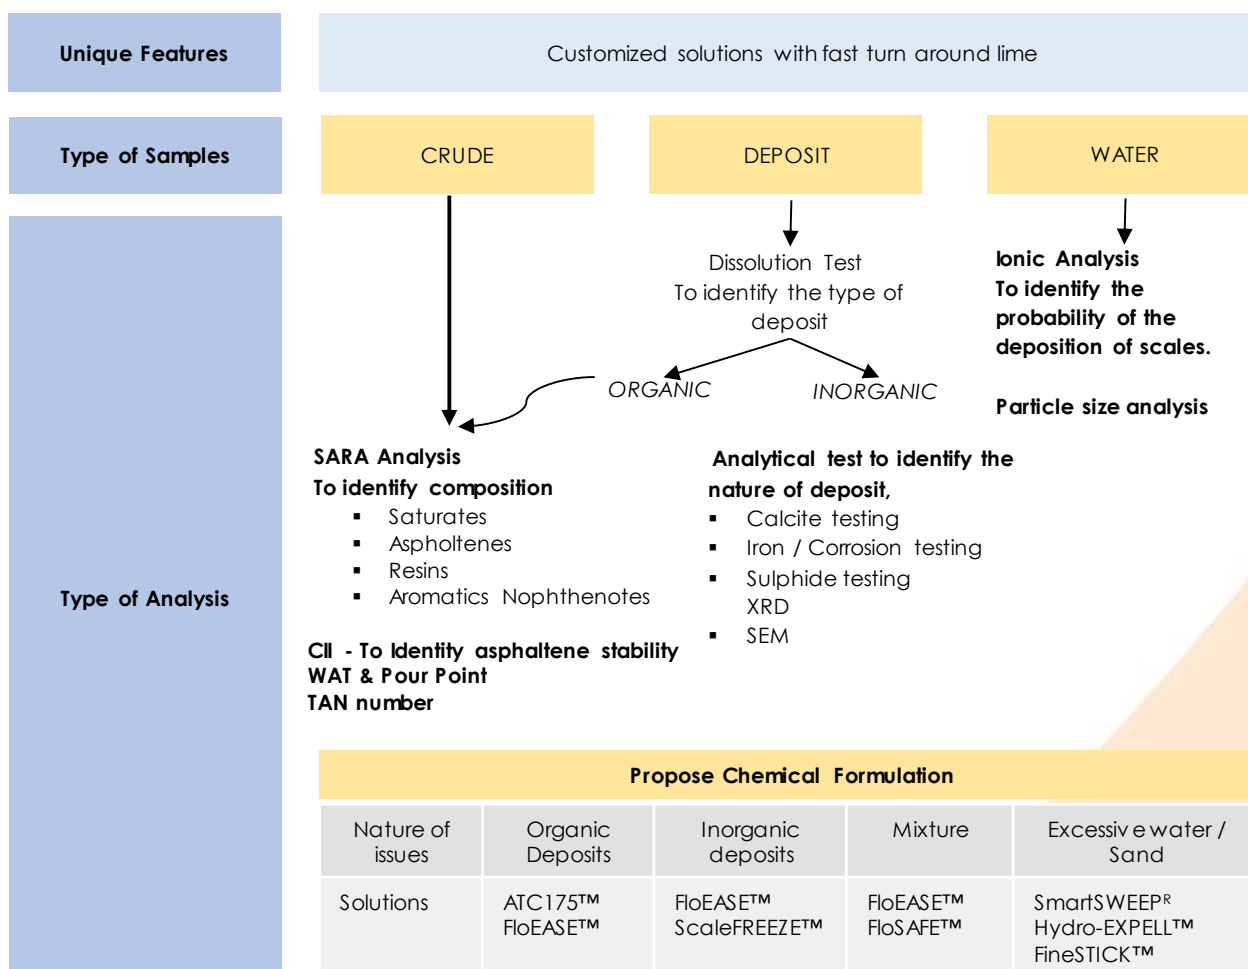 Unique Features
Customized solutions with fast turn around lime
Type of Samples
CRUDE
DEPOSIT
WATER
Type of Analysis
Dissolution Test
To identify the type of
deposit
ORGANIC
INORGANIC
Ionic Analysis
To identify the
probability of the
deposition of scales.
Particle size analysis
SARA Analysis
To identify composition
▪ Saturates
▪ Aspholtenes
▪ Resins
▪ Aromatics Nophthenotes
CII - To Identity asphaltene stability
WAT & Pour Point
TAN number
Analytical test to identify the
nature of deposit,
▪ Calcite testing
▪ Iron / Corrosion testing
▪ Sulphide testing
XRD
▪ SEM
Propose Chemical Formulation
Nature of
issues
Organic
Deposits
Inorganic
deposits
Mixture
Excessive water /
Sand
Solutions
ATC175™
FloEASE™
FloEASE™
ScaleFREEZE™
FloEASE™
FloSAFE™
SmartSWEEPᴿ
Hydro-EXPELL™
FineSTICK™